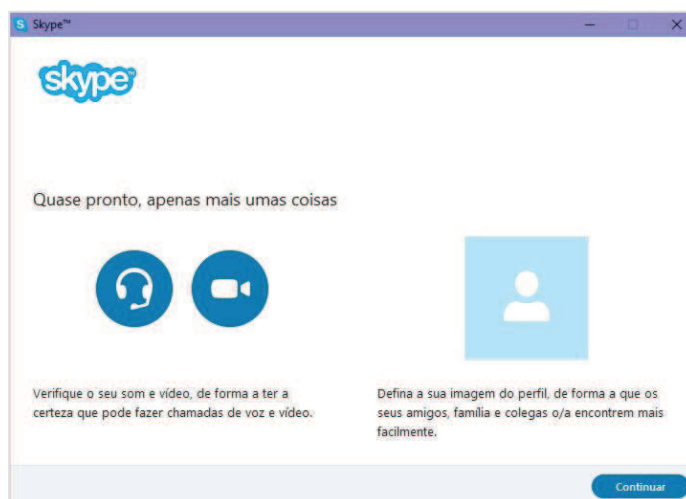 Skype™
skype™
Quase pronto, apenas mais umas coisas
Verifique o seu som e vídeo, de forma a ter a
certeza que pode fazer chamadas de voz e vídeo.
Defina a sua imagem do perfil, de forma a que os
seus amigos, família e colegas o/a encontrem mais
facilmente.
Continuar